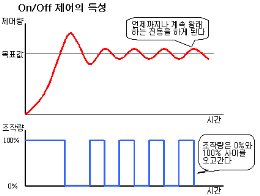 On/Off 제어의 특성
제어량
언제까지나 계속 왕래
하는 진동을 하게 된다
목표값
시간
조작량
100%
조작량은 0%와
100% 사이를
오고간다
0%
시간